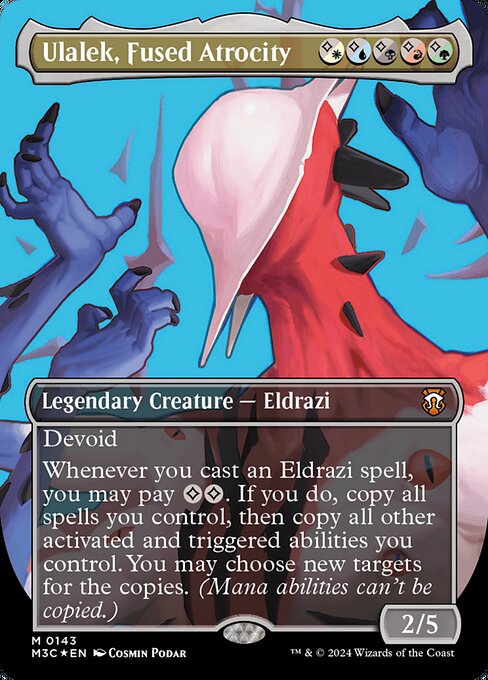 Ulalek, Fused Atrocity
Legendary Creature — Eldrazi
Devoid
Whenever you cast an Eldrazi spell,
you may pay. If you do, copy all
spells you control, then copy all other
activated and triggered abilities you
control. You may choose new targets
for the copies. (Mana abilities can't be
copied.)
2/5
M 0143
M3C★EN Cosmin Podar
™ & © 2024 Wizards of the Coast